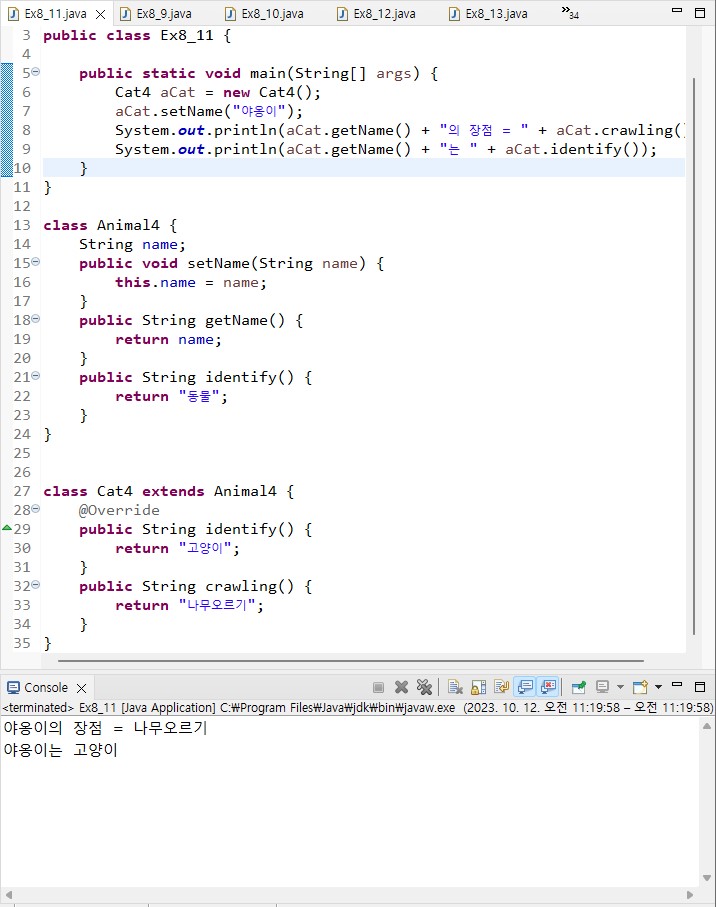 Ex8_11.java Ex8_9.java Ex8_10.java Ex8_12.java Ex8_13.java »34
3 public class Ex8_11 {
4
5 public static void main(String[] args) {
6 Cat4 aCat = new Cat4();
7 aCat.setName("야옹이");
8 System.out.println(aCat.getName() + "의 장점 = " + aCat.crawling()
9 System.out.println(aCat.getName() + "는 " + aCat.identify());
10 }
11 }
12
13 class Animal4 {
14 String name;
15 public void setName(String name) {
16 this.name = name;
17 }
18 public String getName() {
19 return name;
20 }
21 public String identify() {
22 return "동물";
23 }
24 }
25
26
27 class Cat4 extends Animal4 {
28 @Override
29 public String identify() {
30 return "고양이";
31 }
32 public String crawling() {
33 return "나무오르기";
34 }
35 }
Console
<terminated> Ex8_11 [Java Application] C:₩Program Files₩Java₩jdk₩bin₩javaw.exe (2023. 10. 12. 오전 11:19:58 – 오전 11:19:58)
야옹이의 장점 = 나무오르기
야옹이는 고양이